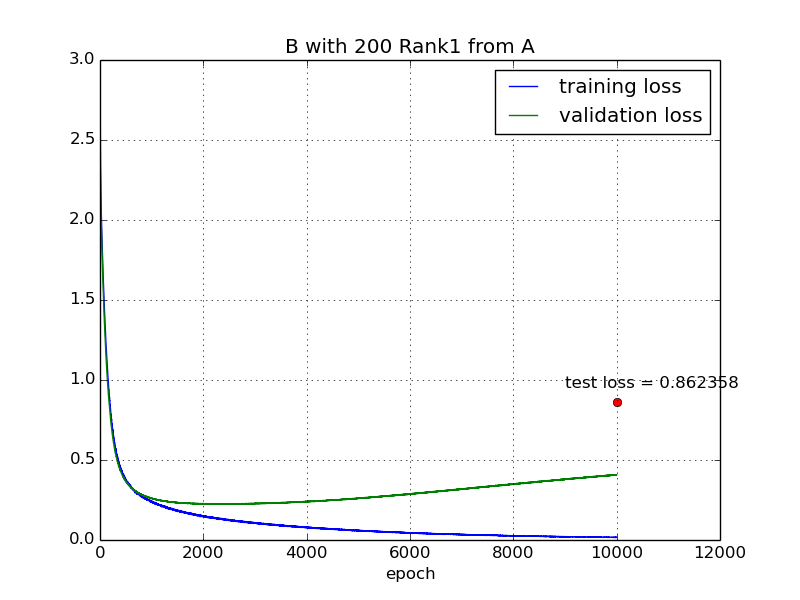 B with 200 Rank1 from A
3.0
2.5
2.0
1.5
1.0
0.5
0.0
training loss
validation loss
test loss = 0.862358
0 2000 4000 6000 8000 10000 12000
epoch